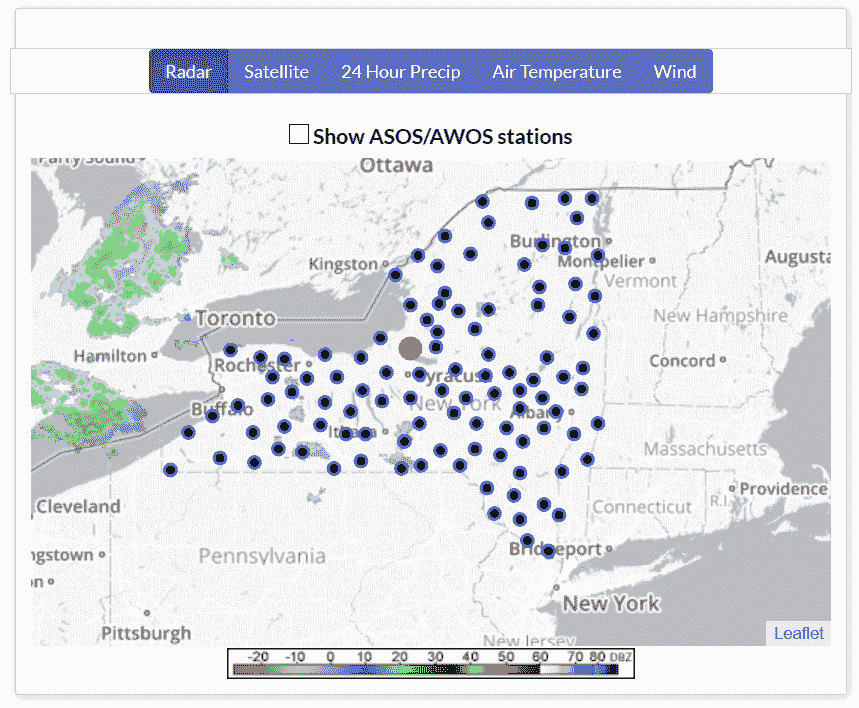 Radar Satellite 24 Hour Precip Air Temperature Wind
Show ASOS/AWOS stations
Parry Sound
Ottawa
Burlington
Kingston
Montpelier
Augusta
Vermont
Toronto
New Hampshire
Hamilton
Rochester
Concord
Syracuse
New York
Buffalo
Albany
Ithaca
Massachusetts
Providence
Cleveland
Connecticut
R.I.
ngstown
Pennsylvania
Bridgeport
on
New York
Pittsburgh
Leaflet
New Jersey
-20 -10 0 10 20 30 40 50 60 70 80 DBZ